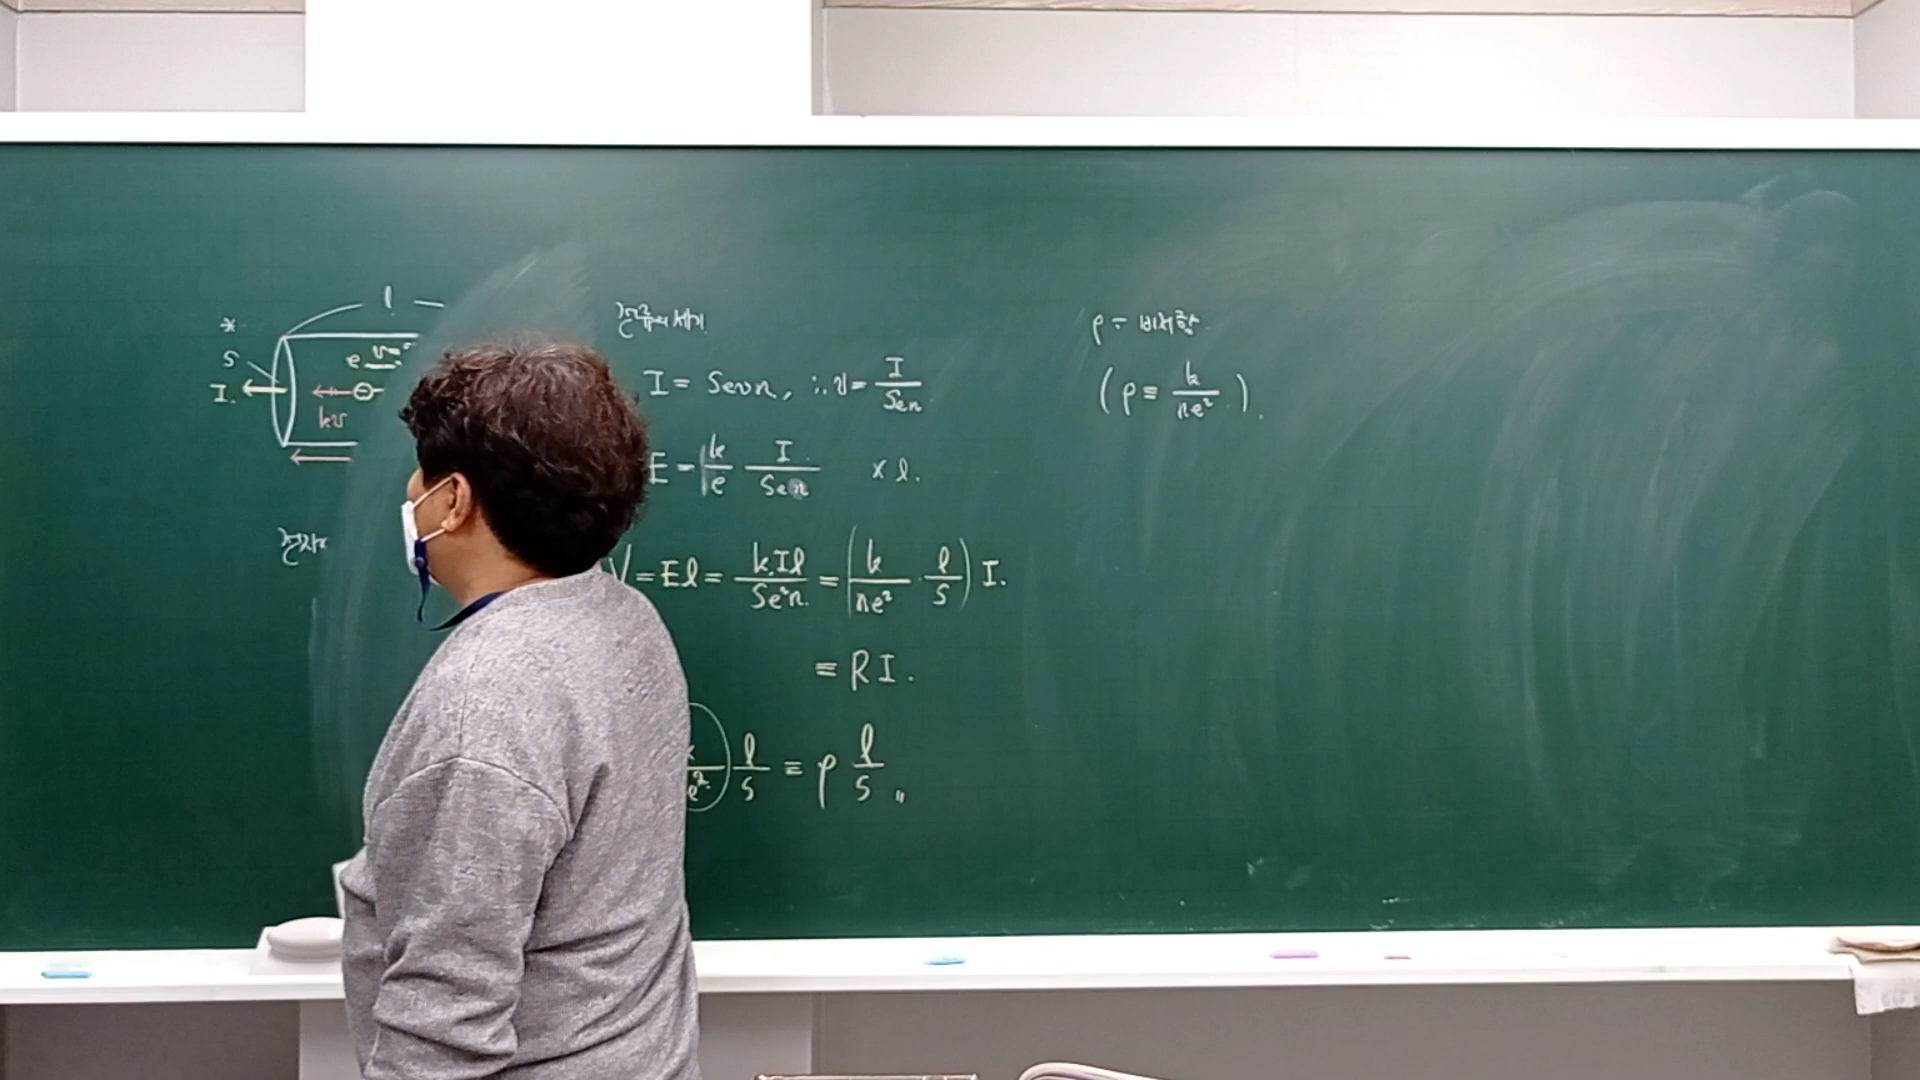 l
*
S
e v=
I.
⊖
kv
전자
전류의 세기.
I = Sevn, ∴ v = I/Sen
E = k/e I/Sen × l.
V = El = kIl/Se²n. = (k/ne² · l/S) I.
≡ RI.
l/S ≡ ρ l/S 〃
ρ = 비저항
(ρ ≡ k/ne².).